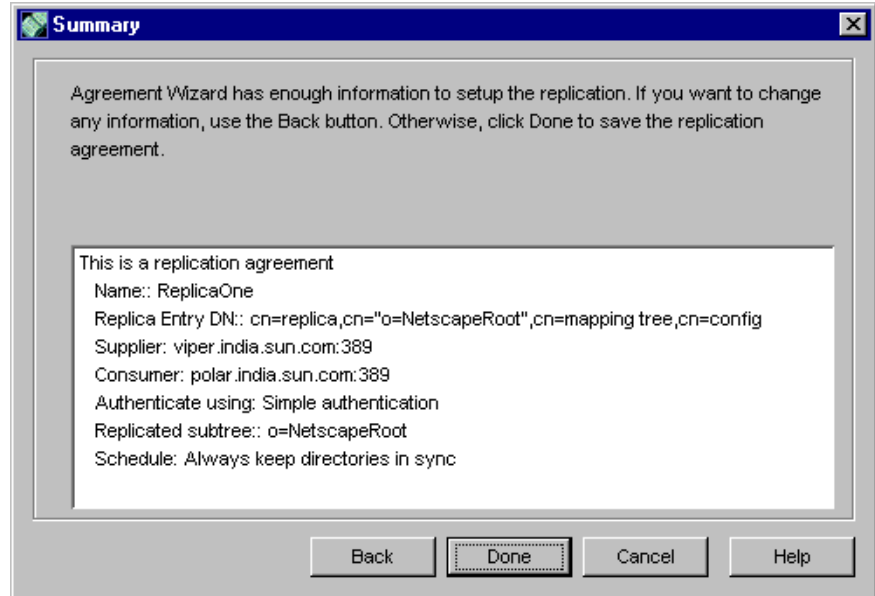 Summary
Agreement Wizard has enough information to setup the replication. If you want to change
any information, use the Back button. Otherwise, click Done to save the replication
agreement.
This is a replication agreement
Name:: ReplicaOne
Replica Entry DN:: cn=replica,cn="o=NetscapeRoot",cn=mapping tree,cn=config
Supplier: viper.india.sun.com:389
Consumer: polar.india.sun.com:389
Authenticate using: Simple authentication
Replicated subtree:: o=NetscapeRoot
Schedule: Always keep directories in sync
Back Done Cancel Help